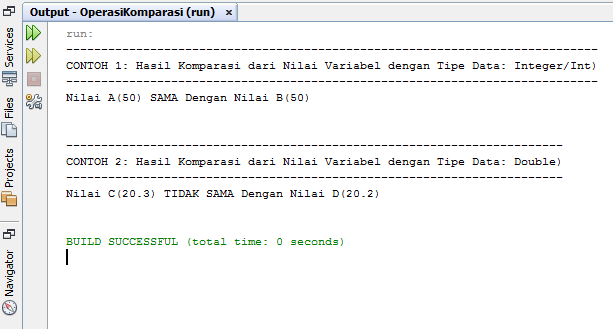 Output - OperasiKomparasi (run) ×
Services
Files
Projects
Navigator
run:
--------------------------------------------------------------------------------
CONTOH 1: Hasil Komparasi dari Nilai Variabel dengan Tipe Data: Integer/Int)
--------------------------------------------------------------------------------
Nilai A(50) SAMA Dengan Nilai B(50)
---------------------------------------------------------------------------
CONTOH 2: Hasil Komparasi dari Nilai Variabel dengan Tipe Data: Double)
---------------------------------------------------------------------------
Nilai C(20.3) TIDAK SAMA Dengan Nilai D(20.2)
BUILD SUCCESSFUL (total time: 0 seconds)